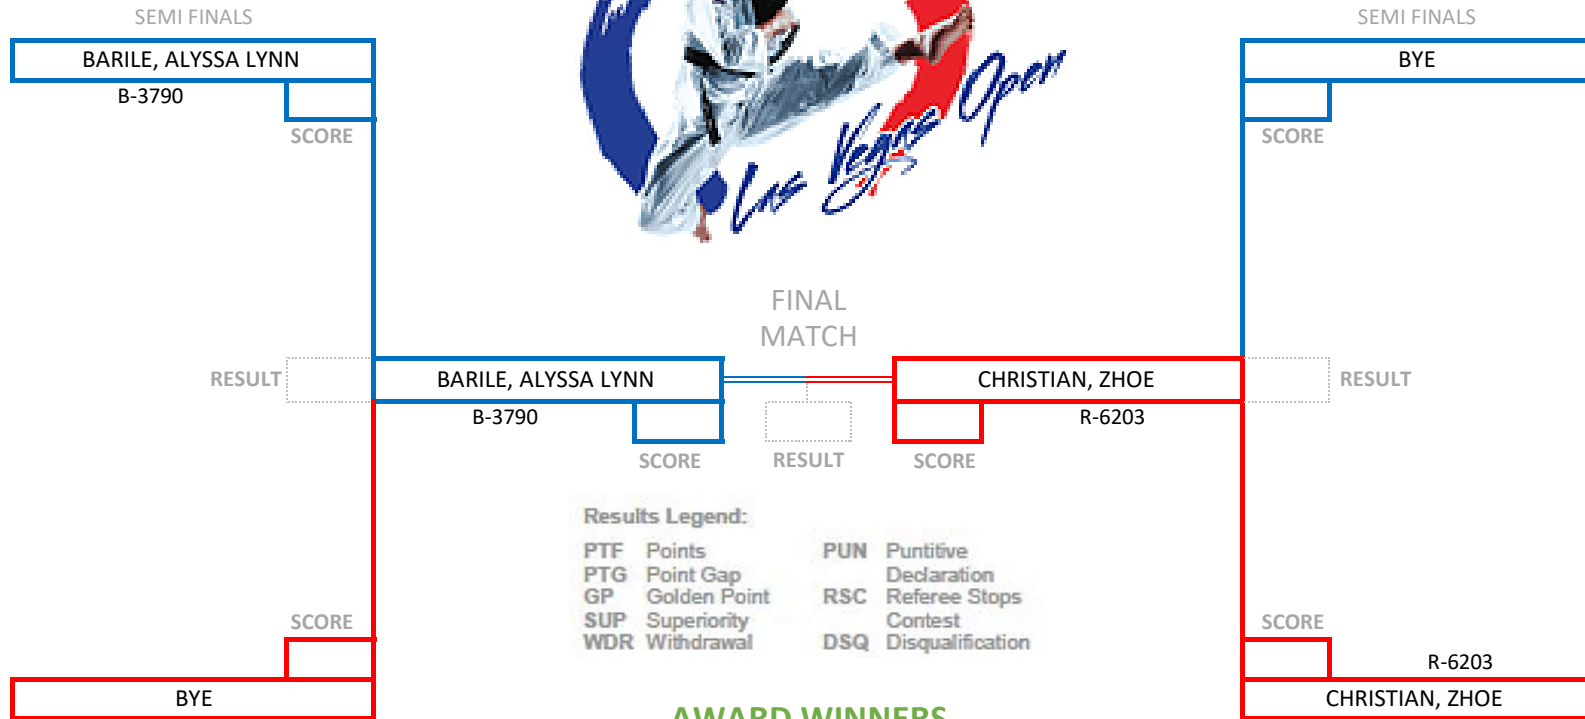 SEMI FINALS
SEMI FINALS
BARILE, ALYSSA LYNN
BYE
B-3790
SCORE
SCORE
Las Vegas Open
FINAL
MATCH
RESULT
BARILE, ALYSSA LYNN
CHRISTIAN, ZHOE
RESULT
B-3790
R-6203
SCORE
RESULT
SCORE
Results Legend:
PTF Points
PTG Point Gap
GP Golden Point
SUP Superiority
WDR Withdrawal
PUN Puntitive
Declaration
RSC Referee Stops
Contest
DSQ Disqualification
SCORE
SCORE
R-6203
BYE
CHRISTIAN, ZHOE
AWARD WINNERS